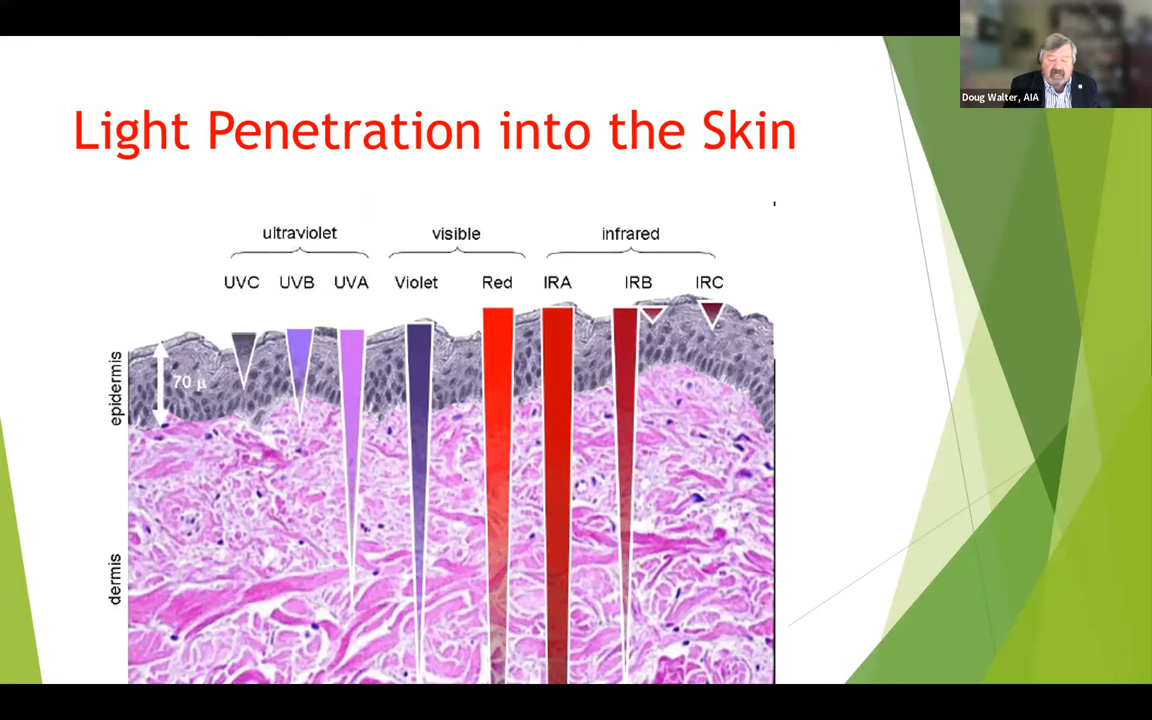 Doug Walter, AIA
Light Penetration into the Skin
ultraviolet visible infrared
UVC UVB UVA Violet Red IRA IRB IRC
epidermis
70 μ
dermis